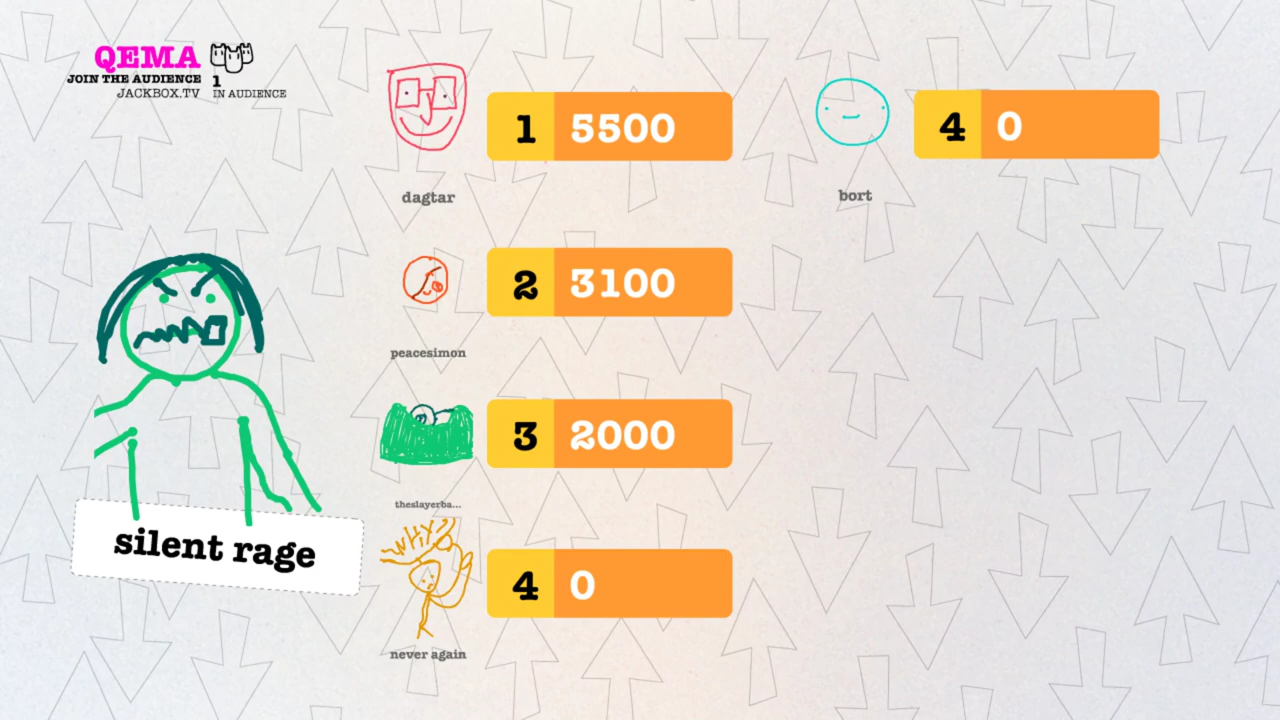 QEMA
JOIN THE AUDIENCE
JACKBOX.TV
1
IN AUDIENCE
1 5500
dagtar
4 0
bort
2 3100
peacesimon
3 2000
theslayerba...
WHY?
4 0
never again
silent rage